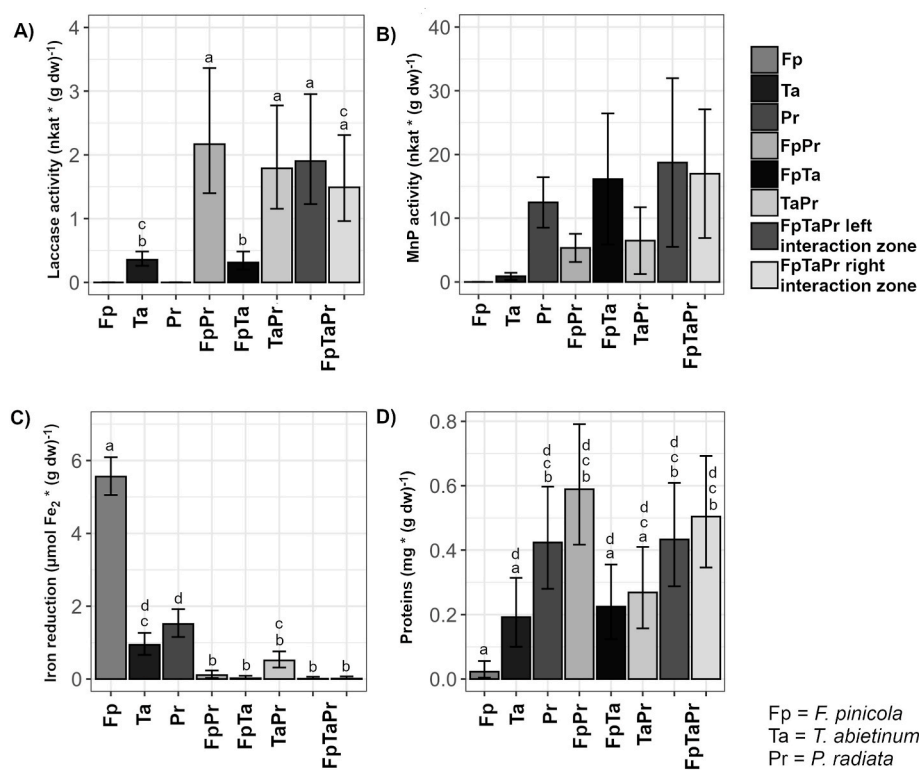 A)
Laccase activity (nkat * (g dw)-1
4
3
2
1
0
a
a
a
c
a
c
b
b
Fp
Ta
Pr
FpPr
FpTa
TaPr
FpTaPr
B)
MnP activity (nkat * (g dw)-1
40
30
20
10
0
Fp
Ta
Pr
FpPr
FpTa
TaPr
FpTaPr
Fp
Ta
Pr
FpPr
FpTa
TaPr
FpTaPr left
interaction zone
FpTaPr right
interaction zone
C)
Iron reduction (µmol Fe2 * (g dw)-1
6
4
2
0
a
d
c
d
b
b
c
b
b
b
Fp
Ta
Pr
FpPr
FpTa
TaPr
FpTaPr
D)
Proteins (mg * (g dw)-1
0.8
0.6
0.4
0.2
0.0
a
d
a
d
c
b
d
c
b
d
a
d
c
a
d
c
b
d
c
b
Fp
Ta
Pr
FpPr
FpTa
TaPr
FpTaPr
Fp = F. pinicola
Ta = T. abietinum
Pr = P. radiata